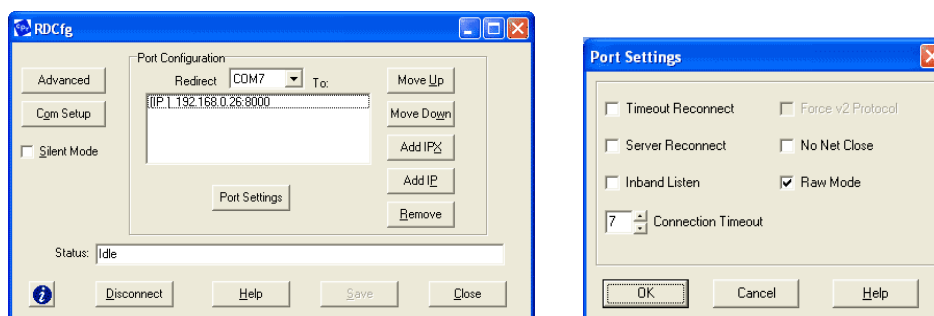 RDCfg
Port Configuration
Advanced
Redirect COM7 To:
Move Up
[IP ] 192.168.0.26:8000
Com Setup
Move Down
Silent Mode
Add IPX
Add IP
Port Settings
Remove
Status: Idle
Disconnect Help Save Close
Port Settings
Timeout Reconnect Force v2 Protocol
Server Reconnect No Net Close
Inband Listen Raw Mode
7 Connection Timeout
OK Cancel Help